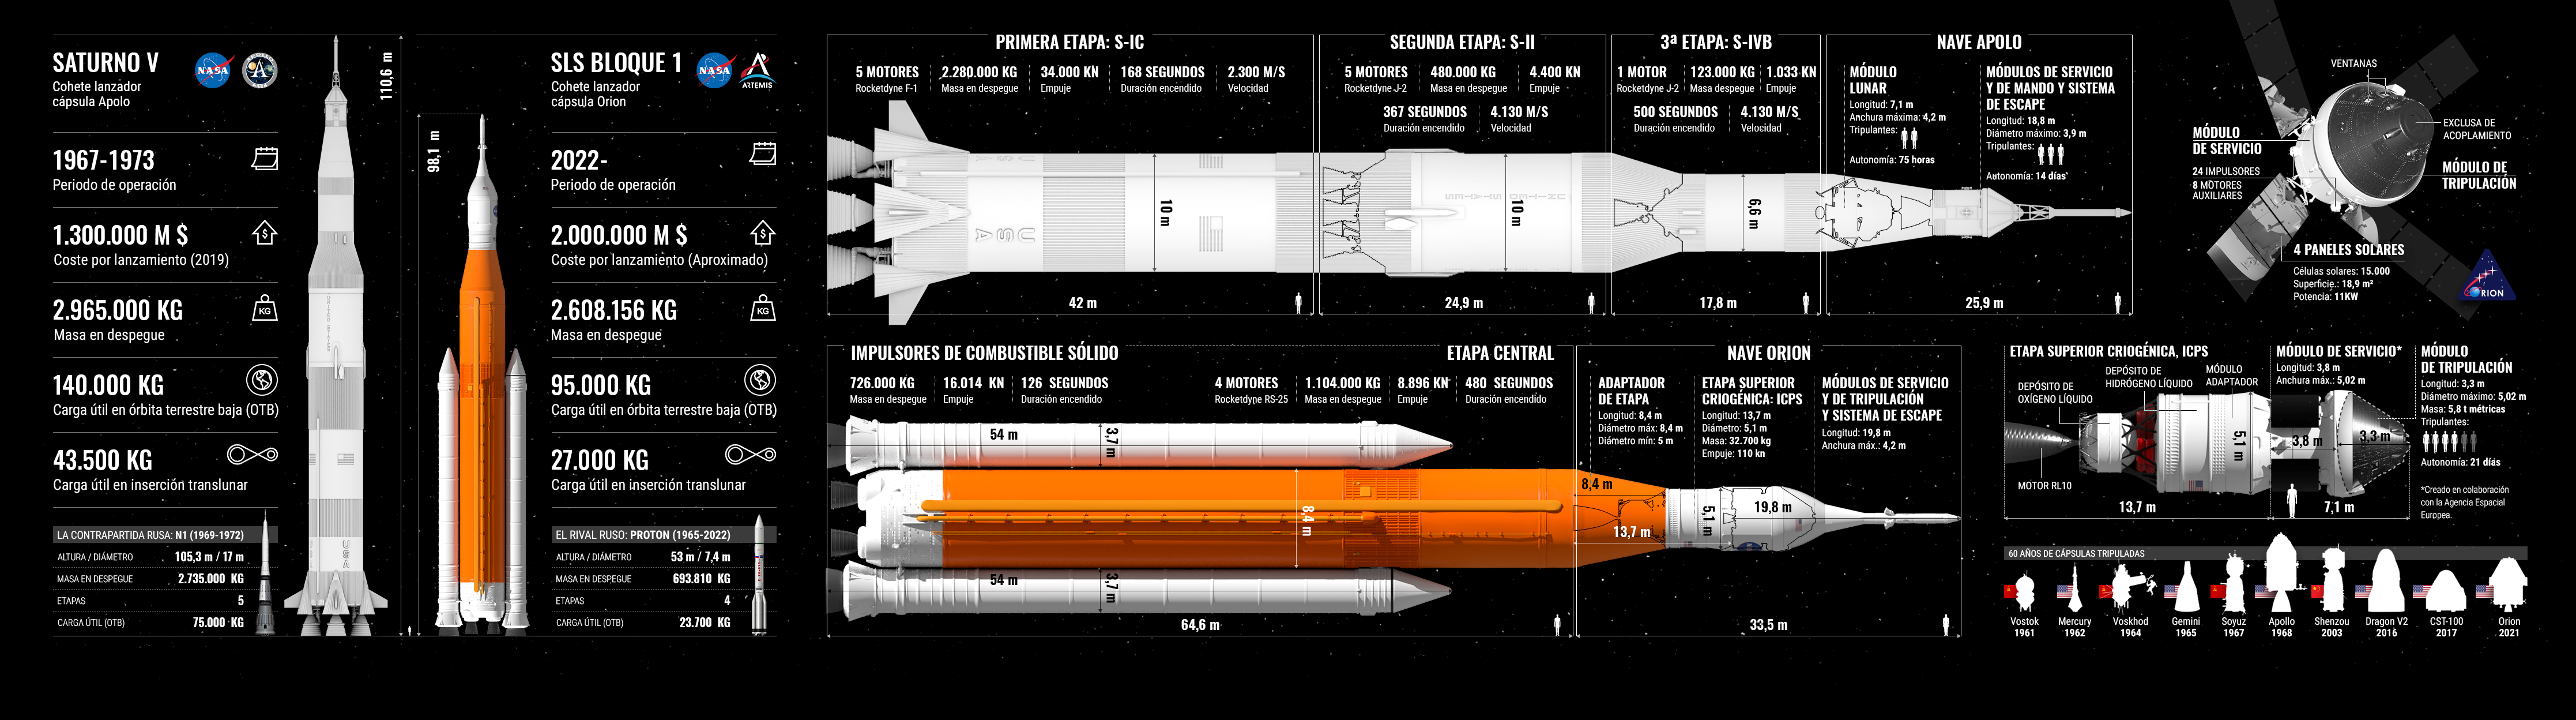 SATURNO V
Cohete lanzador
cápsula Apolo
NASA
A
1967-1973
Periodo de operación
1.300.000 M $
Coste por lanzamiento (2019)
2.965.000 KG
Masa en despegue
KG
140.000 KG
Carga útil en órbita terrestre baja (OTB)
43.500 KG
Carga útil en inserción translunar
LA CONTRAPARTIDA RUSA: N1 (1969-1972)
ALTURA / DIÁMETRO 105,3 m / 17 m
MASA EN DESPEGUE 2.735.000 KG
ETAPAS 5
CARGA ÚTIL (OTB) 75.000 KG
110,6 m
USA
98,1 m
SLS BLOQUE 1
Cohete lanzador
cápsula Orion
NASA
ARTEMIS
2022-
Periodo de operación
2.000.000 M $
Coste por lanzamiento (Aproximado)
2.608.156 KG
Masa en despegue
KG
95.000 KG
Carga útil en órbita terrestre baja (OTB)
27.000 KG
Carga útil en inserción translunar
EL RIVAL RUSO: PROTON (1965-2022)
ALTURA / DIÁMETRO 53 m / 7,4 m
MASA EN DESPEGUE 693.810 KG
ETAPAS 4
CARGA ÚTIL (OTB) 23.700 KG
PRIMERA ETAPA: S-IC
5 MOTORES
Rocketdyne F-1
2.280.000 KG
Masa en despegue
34.000 KN
Empuje
168 SEGUNDOS
Duración encendido
2.300 M/S
Velocidad
USA
USA
10 m
42 m
SEGUNDA ETAPA: S-II
5 MOTORES
Rocketdyne J-2
480.000 KG
Masa en despegue
4.400 KN
Empuje
367 SEGUNDOS
Duración encendido
4.130 M/S
Velocidad
UNITED STATES
10 m
24,9 m
3ª ETAPA: S-IVB
1 MOTOR
Rocketdyne J-2
123.000 KG
Masa despegue
1.033 KN
Empuje
500 SEGUNDOS
Duración encendido
4.130 M/S
Velocidad
6,6 m
17,8 m
NAVE APOLO
MÓDULO
LUNAR
Longitud: 7,1 m
Anchura máxima: 4,2 m
Tripulantes:
Autonomía: 75 horas
MÓDULOS DE SERVICIO
Y DE MANDO Y SISTEMA
DE ESCAPE
Longitud: 18,8 m
Diámetro máximo: 3,9 m
Tripulantes:
Autonomía: 14 días*
25,9 m
VENTANAS
EXCLUSA DE
ACOPLAMIENTO
MÓDULO DE
TRIPULACIÓN
MÓDULO
DE SERVICIO
24 IMPULSORES
8 MOTORES
AUXILIARES
4 PANELES SOLARES
Células solares: 15.000
Superficie.: 18,9 m²
Potencia: 11KW
ORION
IMPULSORES DE COMBUSTIBLE SÓLIDO
726.000 KG
Masa en despegue
16.014 KN
Empuje
126 SEGUNDOS
Duración encendido
ETAPA CENTRAL
4 MOTORES
Rocketdyne RS-25
1.104.000 KG
Masa en despegue
8.896 KN
Empuje
480 SEGUNDOS
Duración encendido
54 m
3,7 m
8,4 m
54 m
3,7 m
64,6 m
NAVE ORION
ADAPTADOR
DE ETAPA
Longitud: 8,4 m
Diámetro máx: 8,4 m
Diámetro mín: 5 m
ETAPA SUPERIOR
CRIOGÉNICA: ICPS
Longitud: 13,7 m
Diámetro: 5,1 m
Masa: 32.700 kg
Empuje: 110 kn
MÓDULOS DE SERVICIO
Y DE TRIPULACIÓN
Y SISTEMA DE ESCAPE
Longitud: 19,8 m
Anchura máx.: 4,2 m
8,4 m
13,7 m
5,1 m
19,8 m
33,5 m
ETAPA SUPERIOR CRIOGÉNICA, ICPS
DEPÓSITO DE
OXÍGENO LÍQUIDO
DEPÓSITO DE
HIDRÓGENO LÍQUIDO
MÓDULO
ADAPTADOR
MOTOR RL10
5,1 m
13,7 m
MÓDULO DE SERVICIO*
Longitud: 3,8 m
Anchura máx.: 5,02 m
3,8 m
3,3 m
7,1 m
MÓDULO
DE TRIPULACIÓN
Longitud: 3,3 m
Diámetro máximo: 5,02 m
Masa: 5,8 t métricas
Tripulantes:
Autonomía: 21 días
*Creado en colaboración
con la Agencia Espacial
Europea.
60 AÑOS DE CÁPSULAS TRIPULADAS
Vostok
1961
Mercury
1962
Voskhod
1964
Gemini
1965
Soyuz
1967
Apollo
1968
Shenzou
2003
Dragon V2
2016
CST-100
2017
Orion
2021